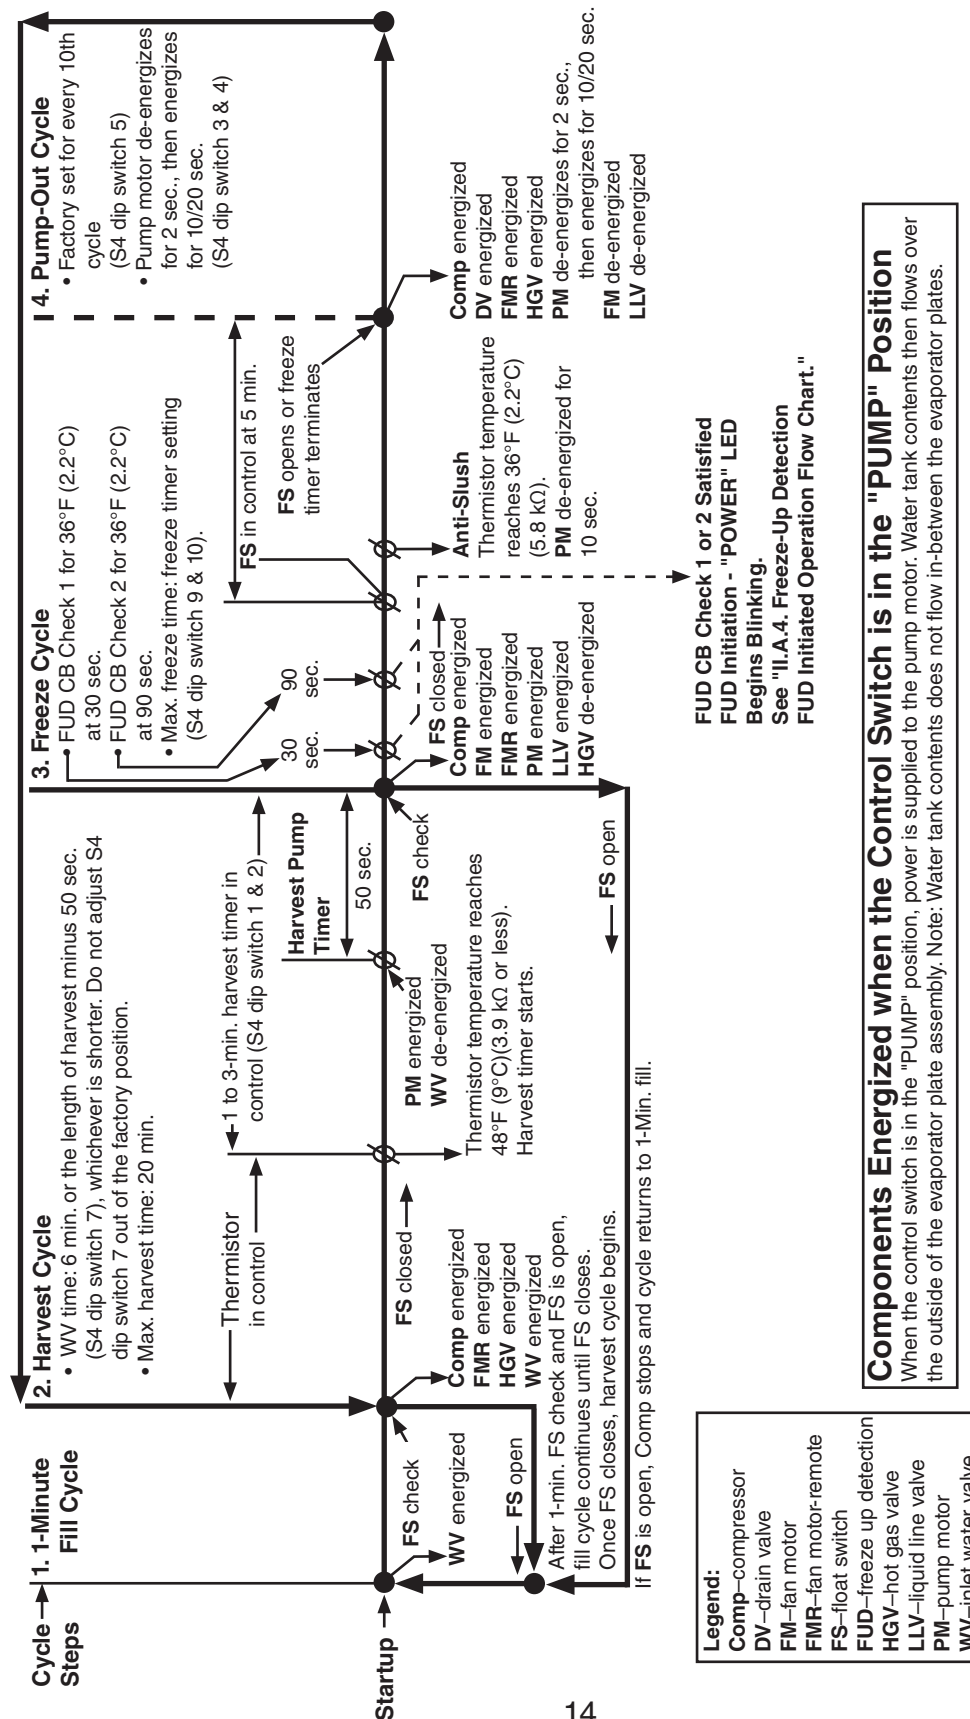 Cycle Steps
1. 1-Minute
Fill Cycle
2. Harvest Cycle
• WV time: 6 min. or the length of harvest minus 50 sec.
(S4 dip switch 7), whichever is shorter. Do not adjust S4
dip switch 7 out of the factory position.
• Max. harvest time: 20 min.
3. Freeze Cycle
• FUD CB Check 1 for 36°F (2.2°C)
at 30 sec.
• FUD CB Check 2 for 36°F (2.2°C)
at 90 sec.
• Max. freeze time: freeze timer setting
(S4 dip switch 9 & 10).
4. Pump-Out Cycle
• Factory set for every 10th
cycle
(S4 dip switch 5)
• Pump motor de-energizes
for 2 sec., then energizes
for 10/20 sec.
(S4 dip switch 3 & 4)
Thermistor
in control
1 to 3-min. harvest timer in
control (S4 dip switch 1 & 2)
Harvest Pump
Timer
50 sec.
30
sec.
90
sec.
FS in control at 5 min.
FS opens or freeze
timer terminates
Startup
FS check
WV energized
FS open
FS closed
Comp energized
FMR energized
HGV energized
WV energized
After 1-min. FS check and FS is open,
fill cycle continues until FS closes.
Once FS closes, harvest cycle begins.
PM energized
WV de-energized
Thermistor temperature reaches
48°F (9°C)(3.9 kΩ or less).
Harvest timer starts.
FS check
FS open
If FS is open, Comp stops and cycle returns to 1-Min. fill.
FS closed
Comp energized
FM energized
FMR energized
PM energized
LLV energized
HGV de-energized
Anti-Slush
Thermistor temperature
reaches 36°F (2.2°C)
(5.8 kΩ).
PM de-energized for
10 sec.
Comp energized
DV energized
FMR energized
HGV energized
PM de-energizes for 2 sec.,
then energizes for 10/20 sec.
FM de-energized
LLV de-energized
FUD CB Check 1 or 2 Satisfied
FUD Initiation - "POWER" LED
Begins Blinking.
See "II.A.4. Freeze-Up Detection
FUD Initiated Operation Flow Chart."
Legend:
Comp–compressor
DV–drain valve
FM–fan motor
FMR–fan motor-remote
FS–float switch
FUD–freeze up detection
HGV–hot gas valve
LLV–liquid line valve
PM–pump motor
WV–inlet water valve
Components Energized when the Control Switch is in the "PUMP" Position
When the control switch is in the "PUMP" position, power is supplied to the pump motor. Water tank contents then flows over
the outside of the evaporator plate assembly. Note: Water tank contents does not flow in-between the evaporator plates.
14